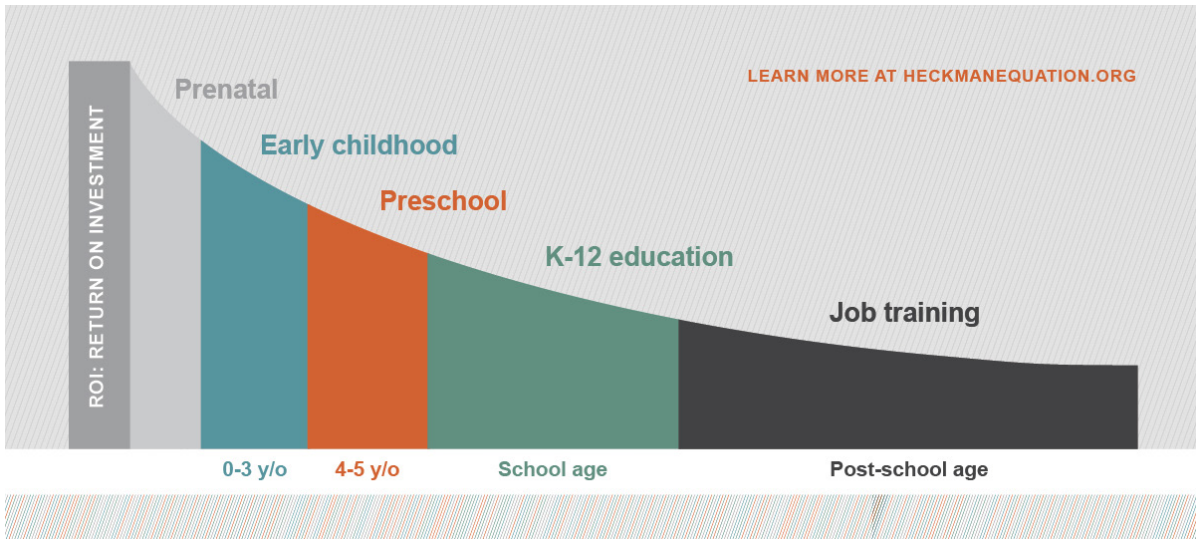 LEARN MORE AT HECKMANEQUATION.ORG
ROI: RETURN ON INVESTMENT
Prenatal
Early childhood
Preschool
K-12 education
Job training
0-3 y/o
4-5 y/o
School age
Post-school age